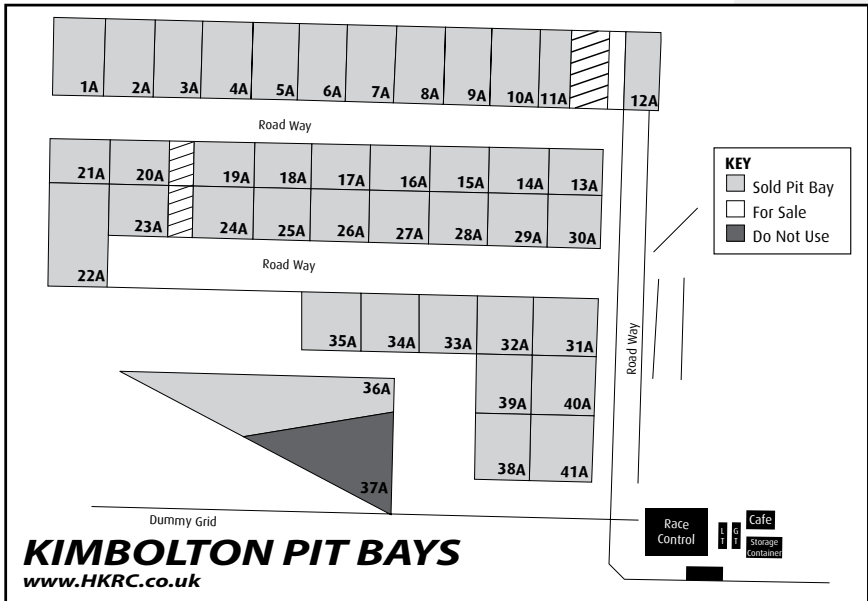 1A 2A 3A 4A 5A 6A 7A 8A 9A 10A 11A 12A
Road Way
21A 20A 19A 18A 17A 16A 15A 14A 13A
23A 24A 25A 26A 27A 28A 29A 30A
22A
Road Way
35A 34A 33A 32A 31A
36A
39A 40A
38A 41A
37A
Road Way
KEY
Sold Pit Bay
For Sale
Do Not Use
Dummy Grid
Race
Control
L
T
G
T
Cafe
Storage
Container
KIMBOLTON PIT BAYS
www.HKRC.co.uk